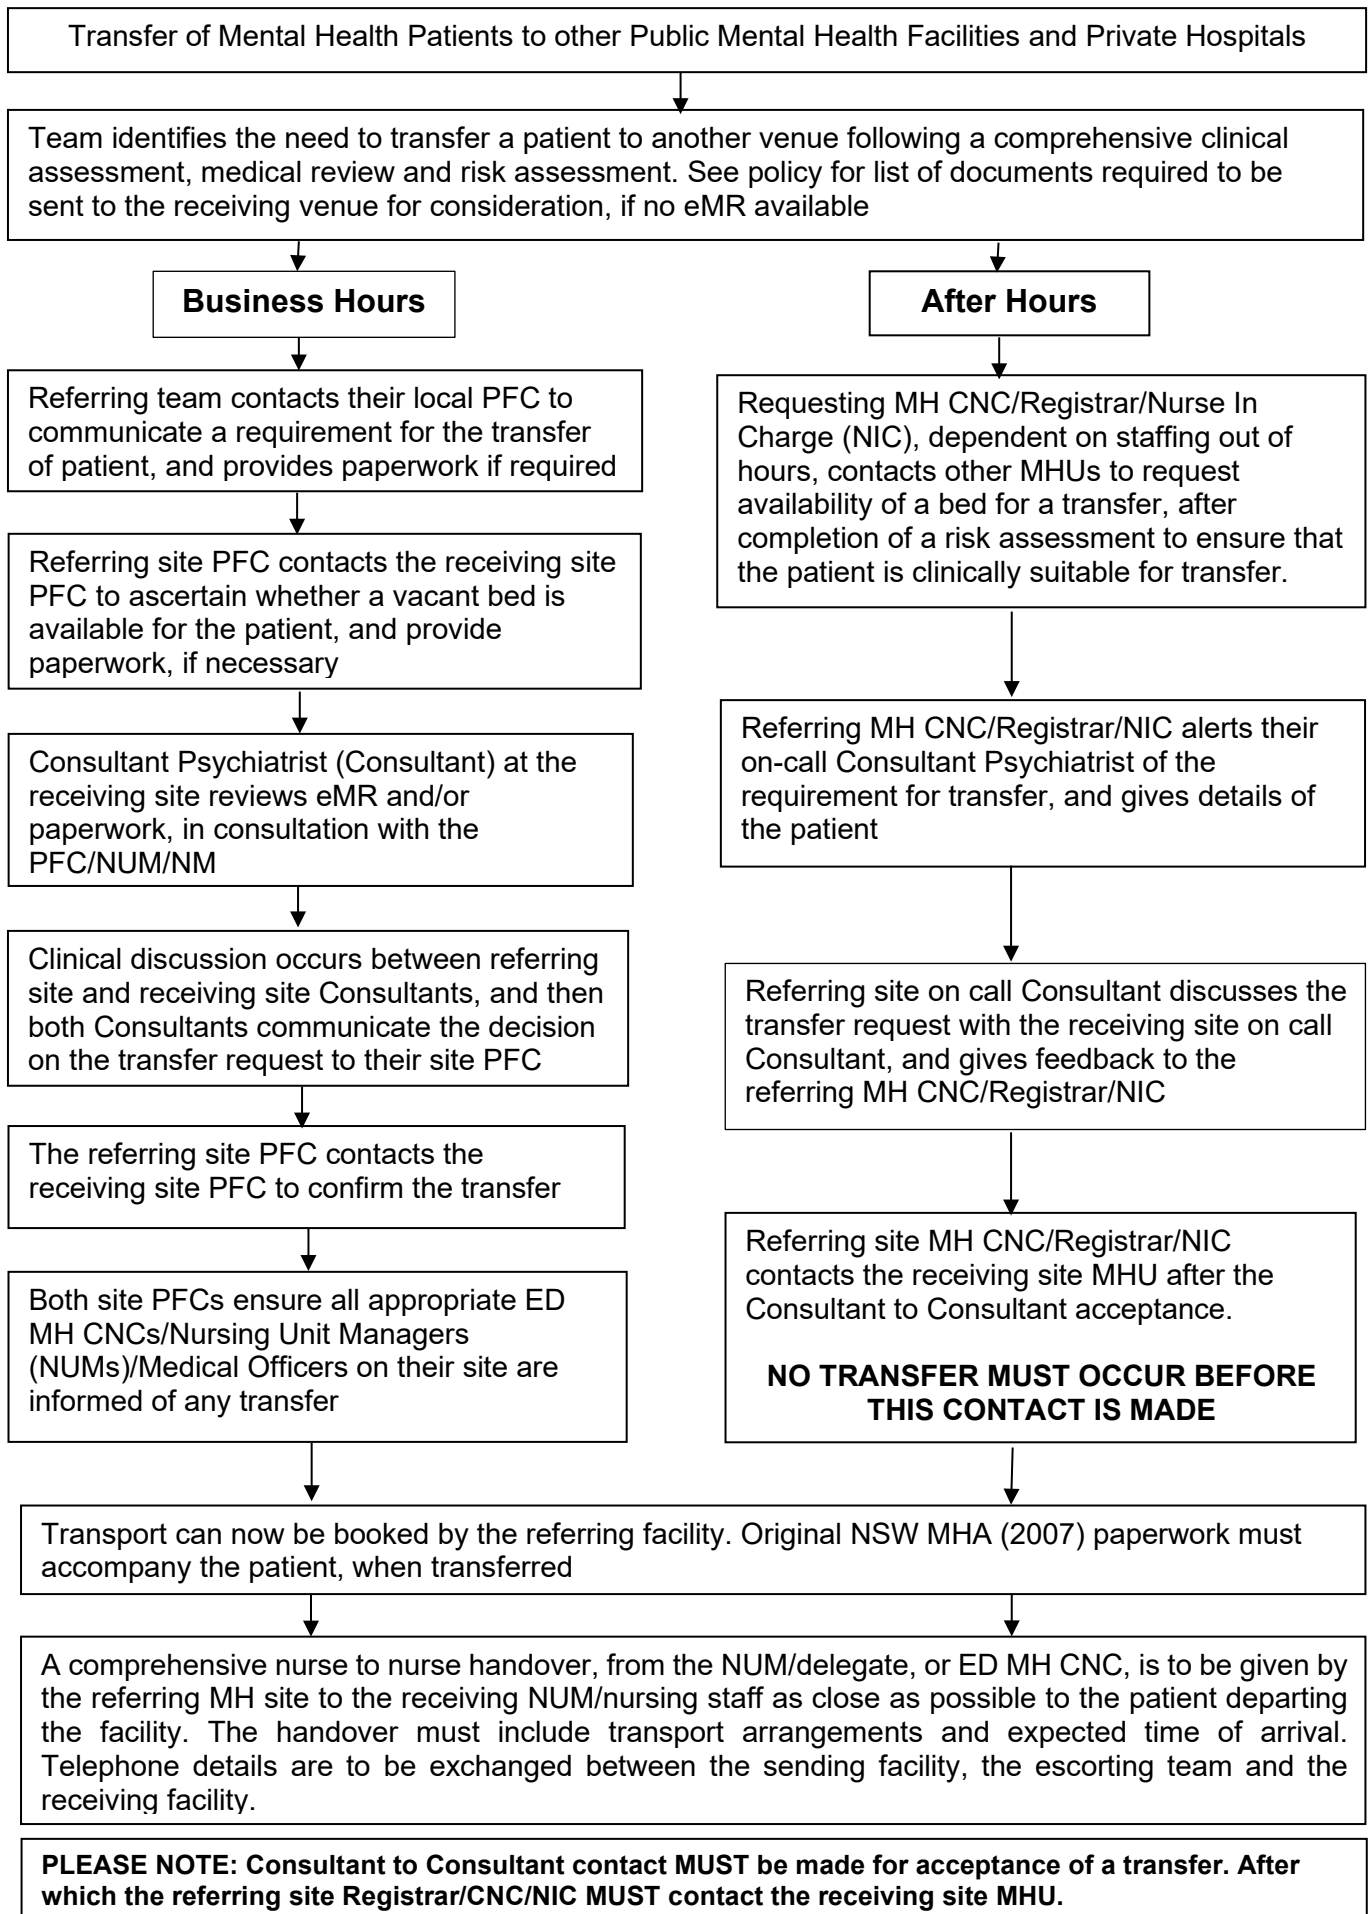 Transfer of Mental Health Patients to other Public Mental Health Facilities and Private Hospitals
Team identifies the need to transfer a patient to another venue following a comprehensive clinical
assessment, medical review and risk assessment. See policy for list of documents required to be
sent to the receiving venue for consideration, if no eMR available
Business Hours
Referring team contacts their local PFC to
communicate a requirement for the transfer
of patient, and provides paperwork if required
Referring site PFC contacts the receiving site
PFC to ascertain whether a vacant bed is
available for the patient, and provide
paperwork, if necessary
Consultant Psychiatrist (Consultant) at the
receiving site reviews eMR and/or
paperwork, in consultation with the
PFC/NUM/NM
Clinical discussion occurs between referring
site and receiving site Consultants, and then
both Consultants communicate the decision
on the transfer request to their site PFC
The referring site PFC contacts the
receiving site PFC to confirm the transfer
Both site PFCs ensure all appropriate ED
MH CNCs/Nursing Unit Managers
(NUMs)/Medical Officers on their site are
informed of any transfer
After Hours
Requesting MH CNC/Registrar/Nurse In
Charge (NIC), dependent on staffing out of
hours, contacts other MHUs to request
availability of a bed for a transfer, after
completion of a risk assessment to ensure that
the patient is clinically suitable for transfer.
Referring MH CNC/Registrar/NIC alerts their
on-call Consultant Psychiatrist of the
requirement for transfer, and gives details of
the patient
Referring site on call Consultant discusses the
transfer request with the receiving site on call
Consultant, and gives feedback to the
referring MH CNC/Registrar/NIC
Referring site MH CNC/Registrar/NIC
contacts the receiving site MHU after the
Consultant to Consultant acceptance.
NO TRANSFER MUST OCCUR BEFORE
THIS CONTACT IS MADE
Transport can now be booked by the referring facility. Original NSW MHA (2007) paperwork must
accompany the patient, when transferred
A comprehensive nurse to nurse handover, from the NUM/delegate, or ED MH CNC, is to be given by
the referring MH site to the receiving NUM/nursing staff as close as possible to the patient departing
the facility. The handover must include transport arrangements and expected time of arrival.
Telephone details are to be exchanged between the sending facility, the escorting team and the
receiving facility.
PLEASE NOTE: Consultant to Consultant contact MUST be made for acceptance of a transfer. After
which the referring site Registrar/CNC/NIC MUST contact the receiving site MHU.